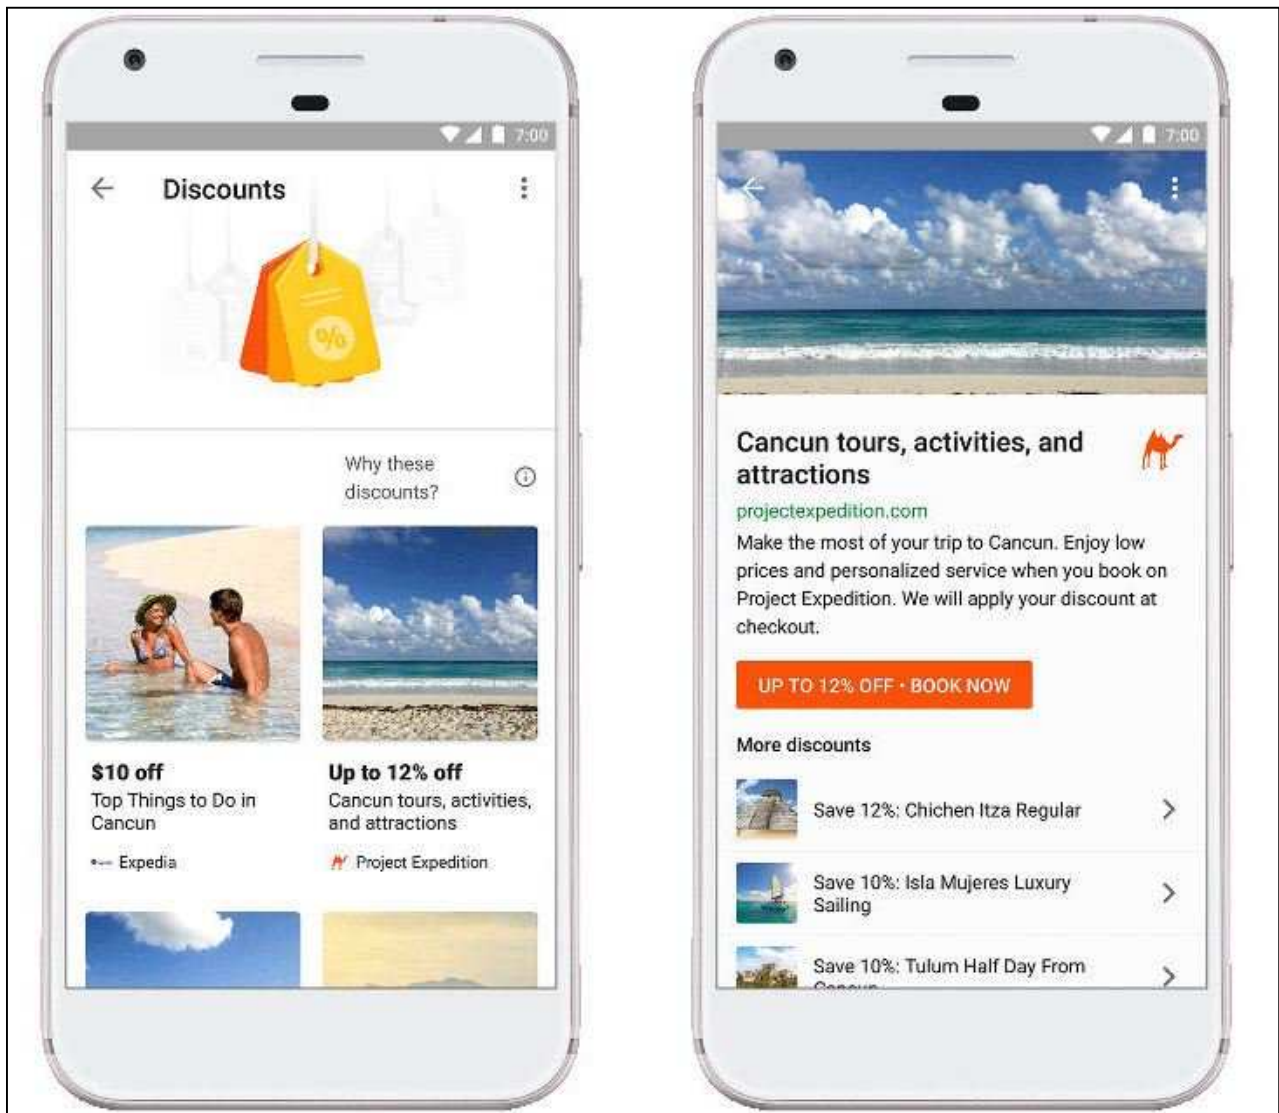 7:00
Discounts
%
Why these
discounts?
$10 off
Top Things to Do in
Cancun
Expedia
Up to 12% off
Cancun tours, activities,
and attractions
Project Expedition
7:00
Cancun tours, activities, and
attractions
projectexpedition.com
Make the most of your trip to Cancun. Enjoy low
prices and personalized service when you book on
Project Expedition. We will apply your discount at
checkout.
UP TO 12% OFF • BOOK NOW
More discounts
Save 12%: Chichen Itza Regular
Save 10%: Isla Mujeres Luxury
Sailing
Save 10%: Tulum Half Day From
Cancun